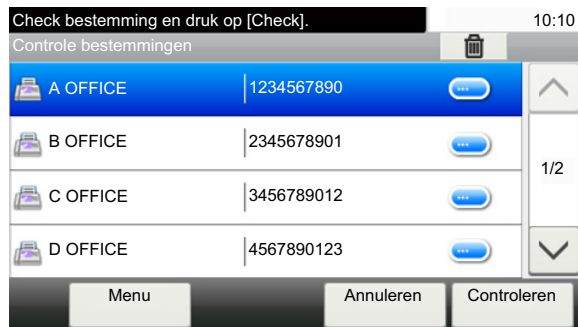 Check bestemming en druk op [Check]. 10:10
Controle bestemmingen
A OFFICE 1234567890
B OFFICE 2345678901
1/2
C OFFICE 3456789012
D OFFICE 4567890123
Menu Annuleren Controleren